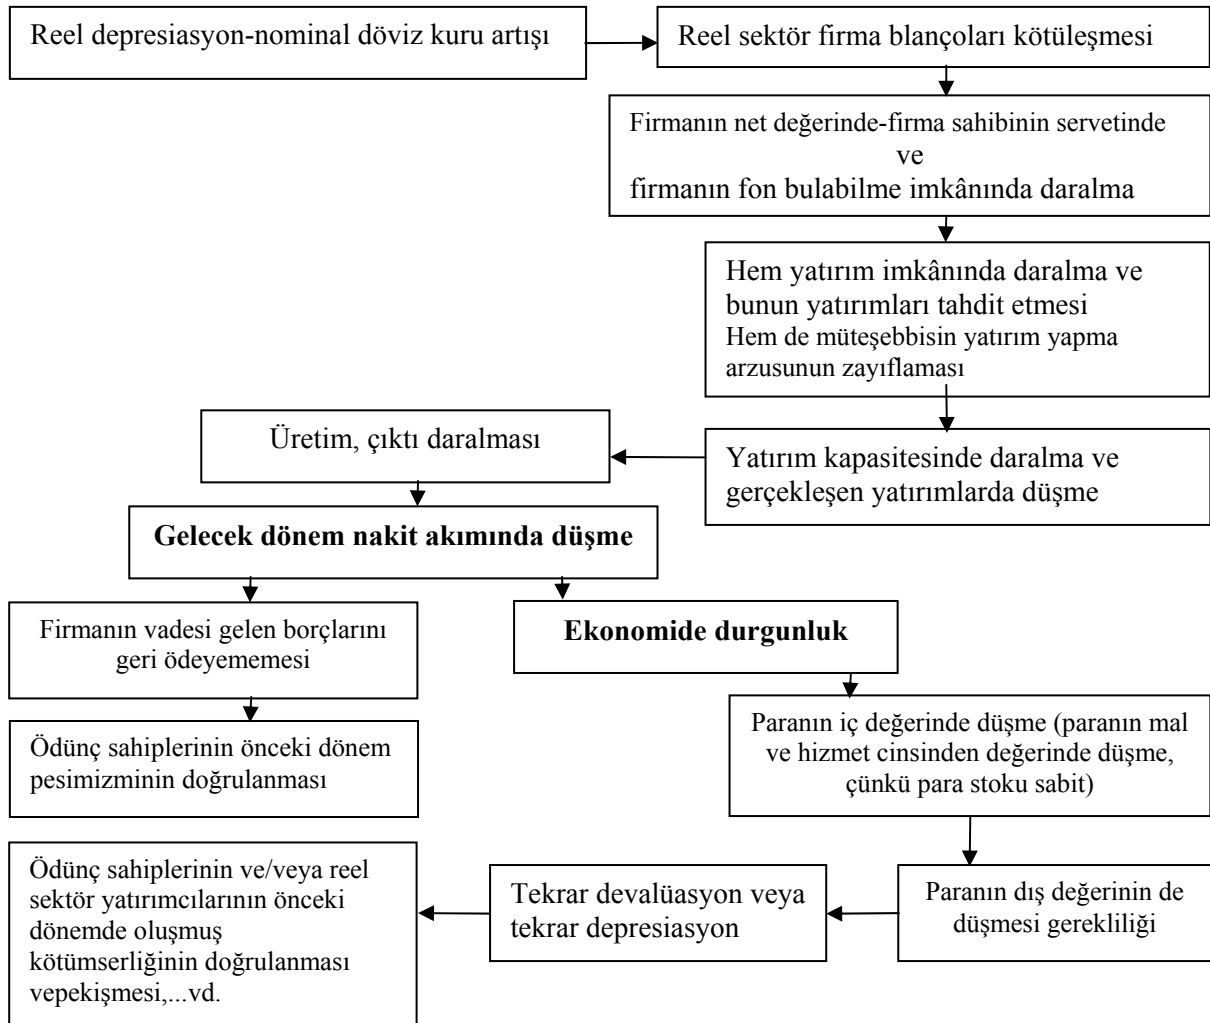 Reel depresiasyon-nominal döviz kuru artışı
Reel sektör firma blançoları kötüleşmesi
Firmanın net değerinde-firma sahibinin servetinde
ve
firmanın fon bulabilme imkânında daralma
Hem yatırım imkânında daralma ve
bunun yatırımları tahdit etmesi
Hem de müteşebbisin yatırım yapma
arzusunun zayıflaması
Yatırım kapasitesinde daralma ve
gerçekleşen yatırımlarda düşme
Üretim, çıktı daralması
Gelecek dönem nakit akımında düşme
Firmanın vadesi gelen borçlarını
geri ödeyememesi
Ödünç sahiplerinin önceki dönem
pesimizminin doğrulanması
Ekonomide durgunluk
Paranın iç değerinde düşme (paranın mal
ve hizmet cinsinden değerinde düşme,
çünkü para stoku sabit)
Paranın dış değerinin de
düşmesi gerekliliği
Tekrar devalüasyon veya
tekrar depresiasyon
Ödünç sahiplerinin ve/veya reel
sektör yatırımcılarının önceki
dönemde oluşmuş
kötümserliğinin doğrulanması
vepekişmesi,...vd.